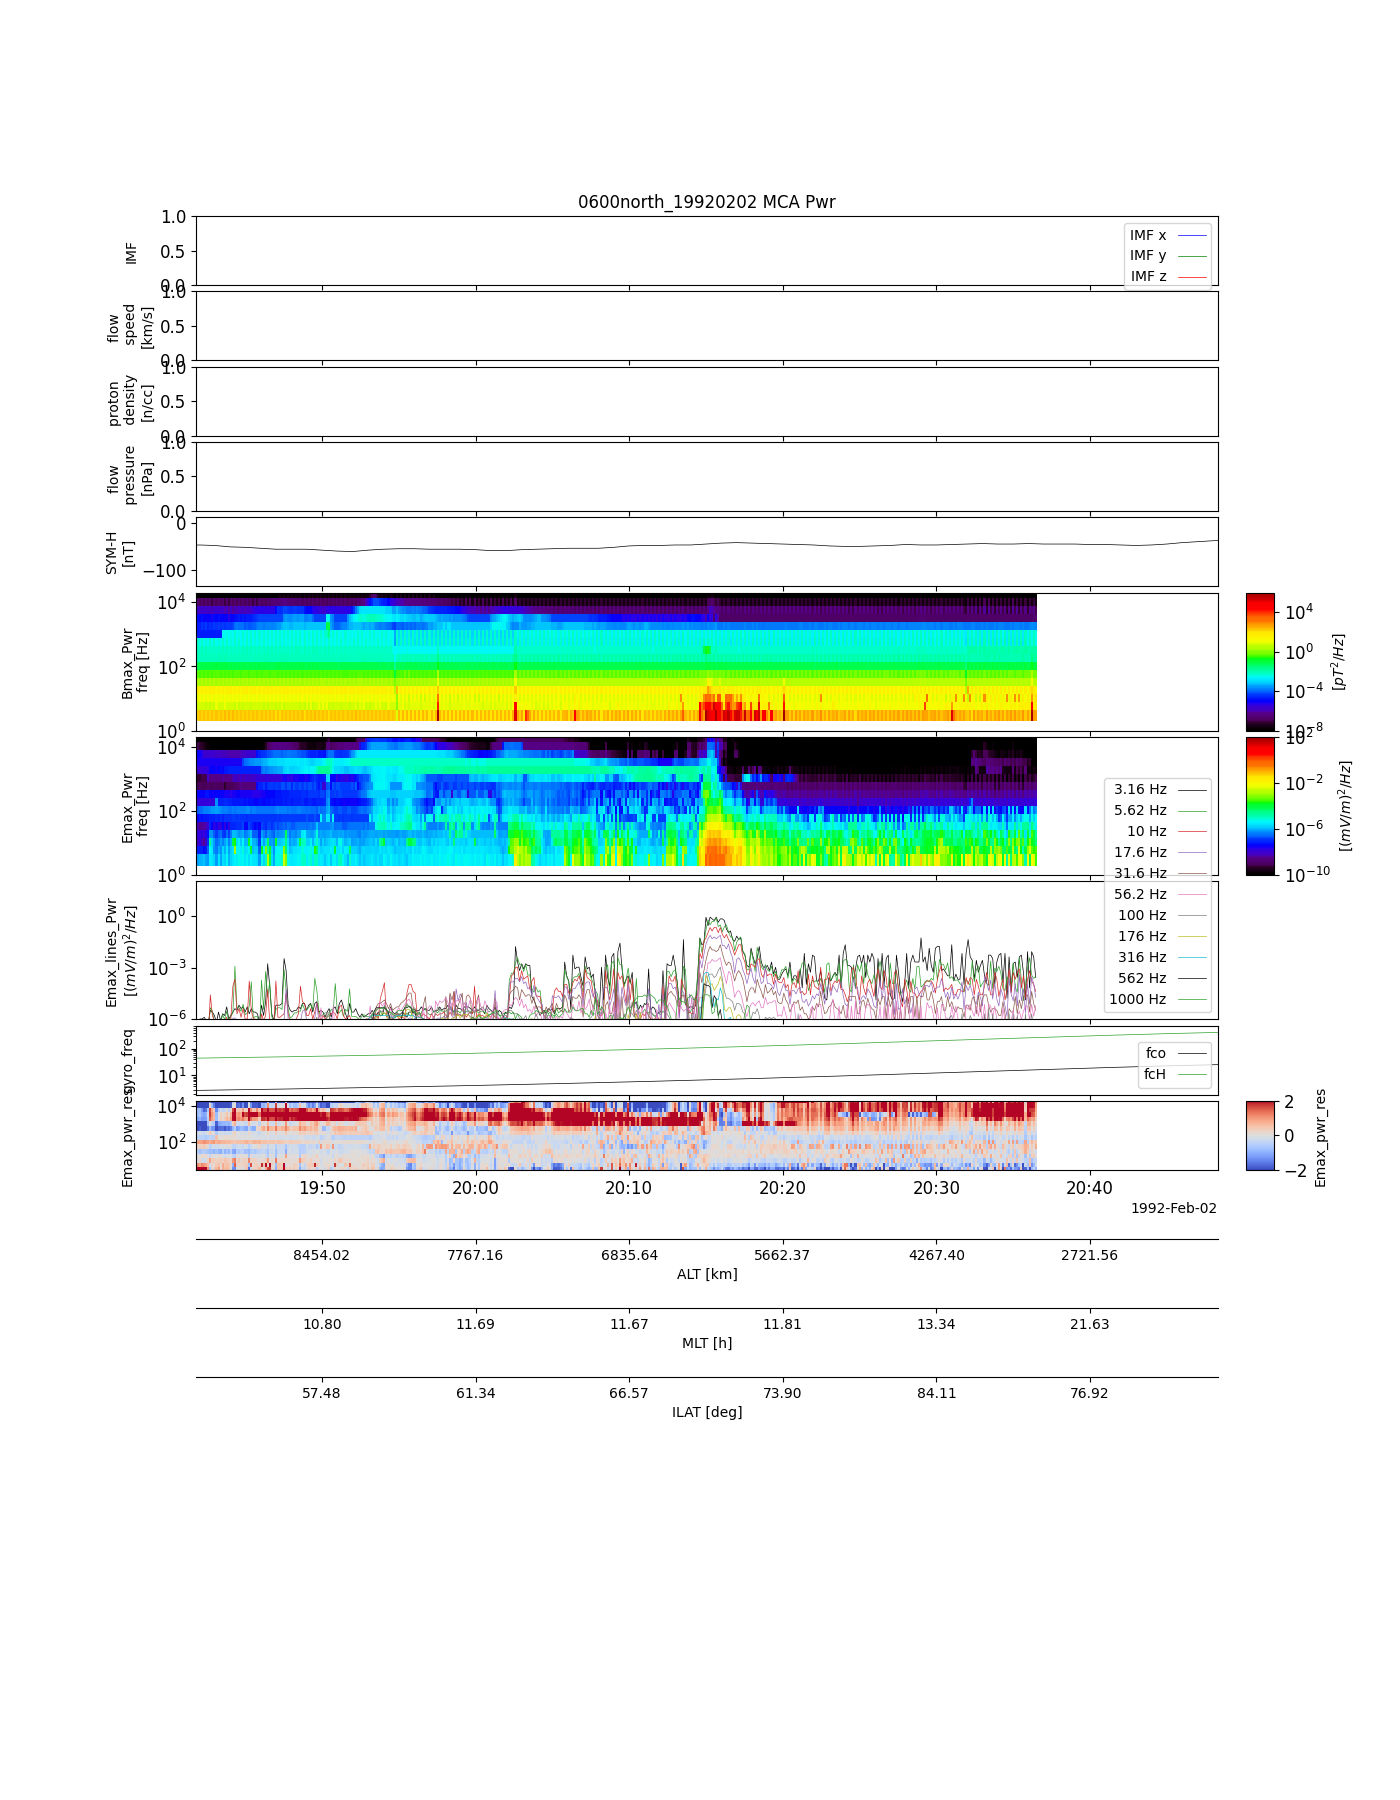 0600north_19920202 MCA Pwr
1.0
0.5
0.0
IMF
IMF x
IMF y
IMF z
1.0
0.5
0.0
flow
speed
[km/s]
1.0
0.5
0.0
proton
density
[n/cc]
1.0
0.5
0.0
flow
pressure
[nPa]
0
−100
SYM-H
[nT]
10^4
10^2
10^0
Bmax_Pwr
freq [Hz]
10^4
10^0
10^−4
10^−8
[pT^2/Hz]
10^4
10^2
10^0
Emax_Pwr
freq [Hz]
10^2
10^−2
10^−6
10^−10
[(mV/m)^2/Hz]
3.16 Hz
5.62 Hz
10 Hz
17.6 Hz
31.6 Hz
56.2 Hz
100 Hz
176 Hz
316 Hz
562 Hz
1000 Hz
10^0
10^−3
10^−6
Emax_lines_Pwr
[(mV/m)^2/Hz]
10^2
10^1
gyro_freq
fco
fcH
10^4
10^2
Emax_pwr_res
2
0
−2
Emax_pwr_res
19:50 20:00 20:10 20:20 20:30 20:40
1992-Feb-02
8454.02 7767.16 6835.64 5662.37 4267.40 2721.56
ALT [km]
10.80 11.69 11.67 11.81 13.34 21.63
MLT [h]
57.48 61.34 66.57 73.90 84.11 76.92
ILAT [deg]